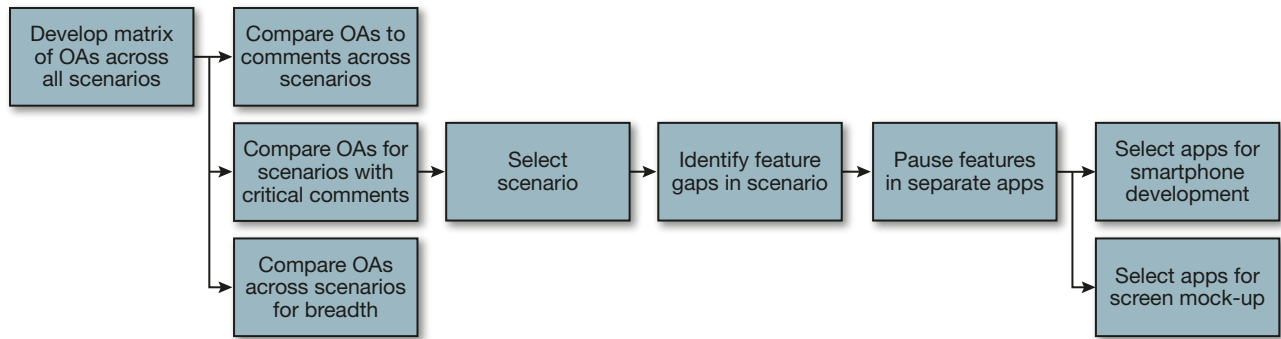 Develop matrix
of OAs across
all scenarios
Compare OAs to
comments across
scenarios
Compare OAs for
scenarios with
critical comments
Compare OAs
across scenarios
for breadth
Select
scenario
Identify feature
gaps in scenario
Pause features
in separate apps
Select apps for
smartphone
development
Select apps for
screen mock-up